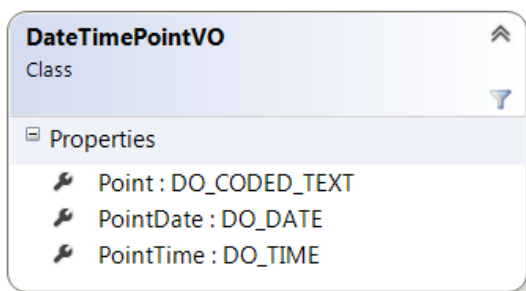 DateTimePointVO
Class
Properties
Point : DO_CODED_TEXT
PointDate : DO_DATE
PointTime : DO_TIME